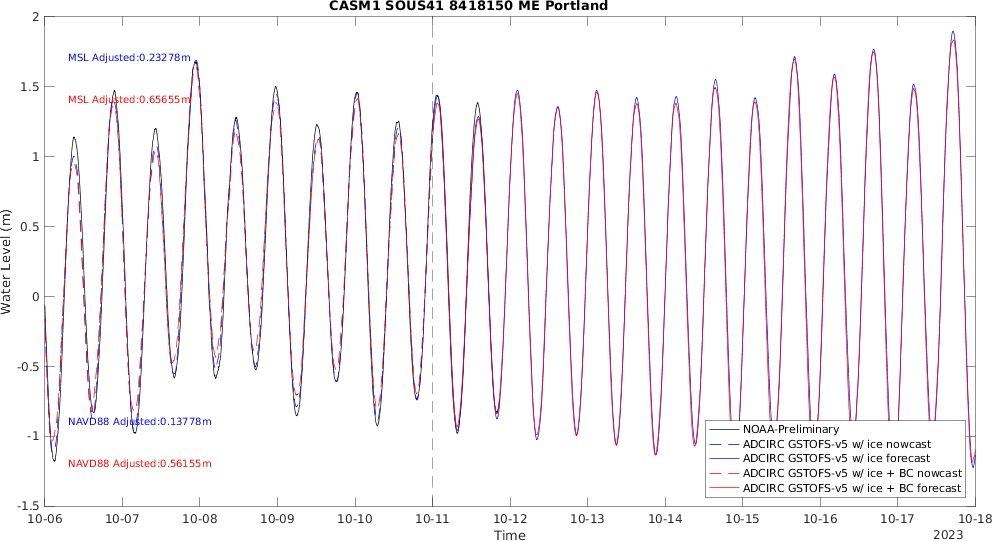 CASM1 SOUS41 8418150 ME Portland
2
1.5
1
0.5
0
-0.5
-1
-1.5
Water Level (m)
MSL Adjusted:0.23278m
MSL Adjusted:0.65655m
NAVD88 Adjusted:0.13778m
NAVD88 Adjusted:0.56155m
NOAA-Preliminary
ADCIRC GSTOFS-v5 w/ ice nowcast
ADCIRC GSTOFS-v5 w/ ice forecast
ADCIRC GSTOFS-v5 w/ ice + BC nowcast
ADCIRC GSTOFS-v5 w/ ice + BC forecast
10-06 10-07 10-08 10-09 10-10 10-11 10-12 10-13 10-14 10-15 10-16 10-17 10-18
Time
2023